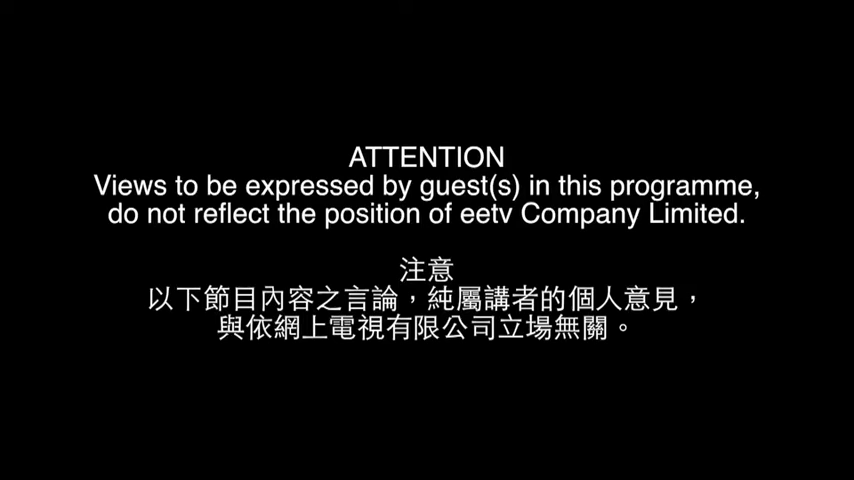 ATTENTION
Views to be expressed by guest(s) in this programme,
do not reflect the position of eetv Company Limited.
注意
以下節目內容之言論，純屬講者的個人意見，
與依網上電視有限公司立場無關。